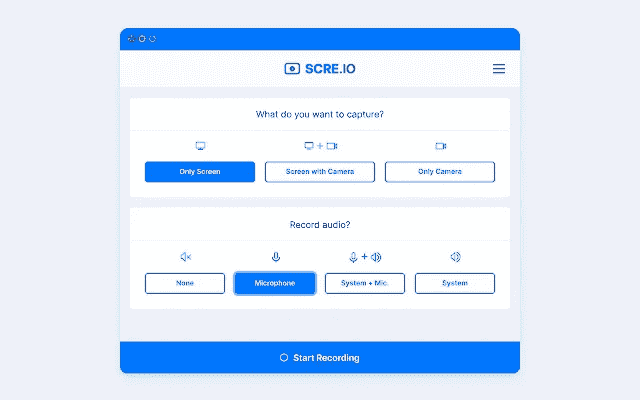 SCRE.IO
What do you want to capture?
Only Screen Screen with Camera Only Camera
Record audio?
None Microphone System + Mic. System
Start Recording